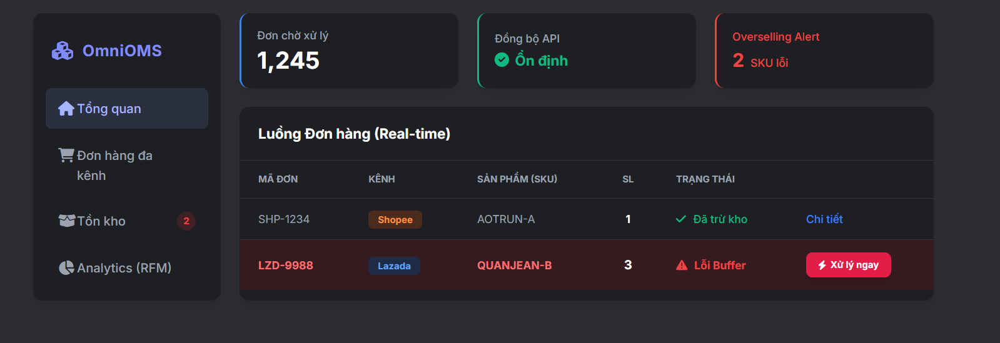 OmniOMS
Tổng quan
Đơn hàng đa
kênh
Tồn kho 2
Analytics (RFM)
Đơn chờ xử lý
1,245
Đồng bộ API
Ổn định
Overselling Alert
2 SKU lỗi
Luồng Đơn hàng (Real-time)
MÃ ĐƠN KÊNH SẢN PHẨM (SKU) SL TRẠNG THÁI
SHP-1234 Shopee AOTRUN-A 1 Đã trừ kho Chi tiết
LZD-9988 Lazada QUANJEAN-B 3 Lỗi Buffer Xử lý ngay